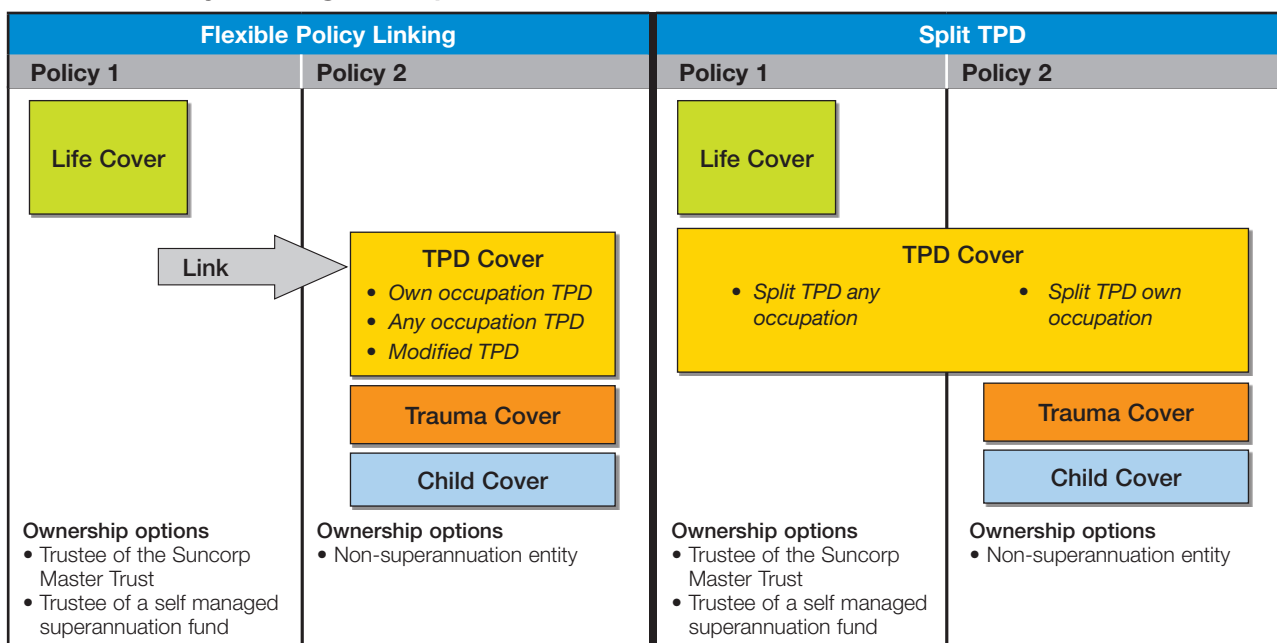 Flexible Policy Linking
Policy 1
Policy 2
Life Cover
Link
TPD Cover
• Own occupation TPD
• Any occupation TPD
• Modified TPD
Trauma Cover
Child Cover
Ownership options
• Trustee of the Suncorp
Master Trust
• Trustee of a self managed
superannuation fund
Ownership options
• Non-superannuation entity
Split TPD
Policy 1
Policy 2
Life Cover
TPD Cover
• Split TPD any
occupation
• Split TPD own
occupation
Trauma Cover
Child Cover
Ownership options
• Trustee of the Suncorp
Master Trust
• Trustee of a self managed
superannuation fund
Ownership options
• Non-superannuation entity